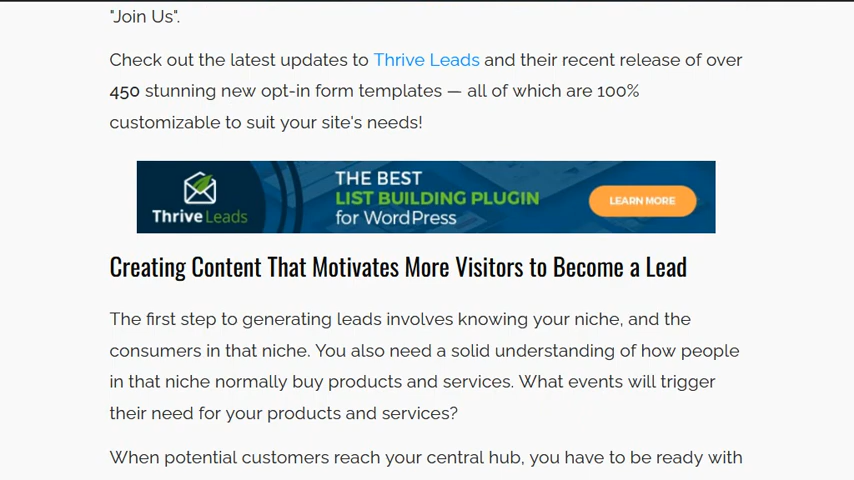 "Join Us".
Check out the latest updates to Thrive Leads and their recent release of over
450 stunning new opt-in form templates — all of which are 100%
customizable to suit your site's needs!
Thrive Leads
THE BEST
LIST BUILDING PLUGIN
for WordPress
LEARN MORE
Creating Content That Motivates More Visitors to Become a Lead
The first step to generating leads involves knowing your niche, and the
consumers in that niche. You also need a solid understanding of how people
in that niche normally buy products and services. What events will trigger
their need for your products and services?
When potential customers reach your central hub, you have to be ready with